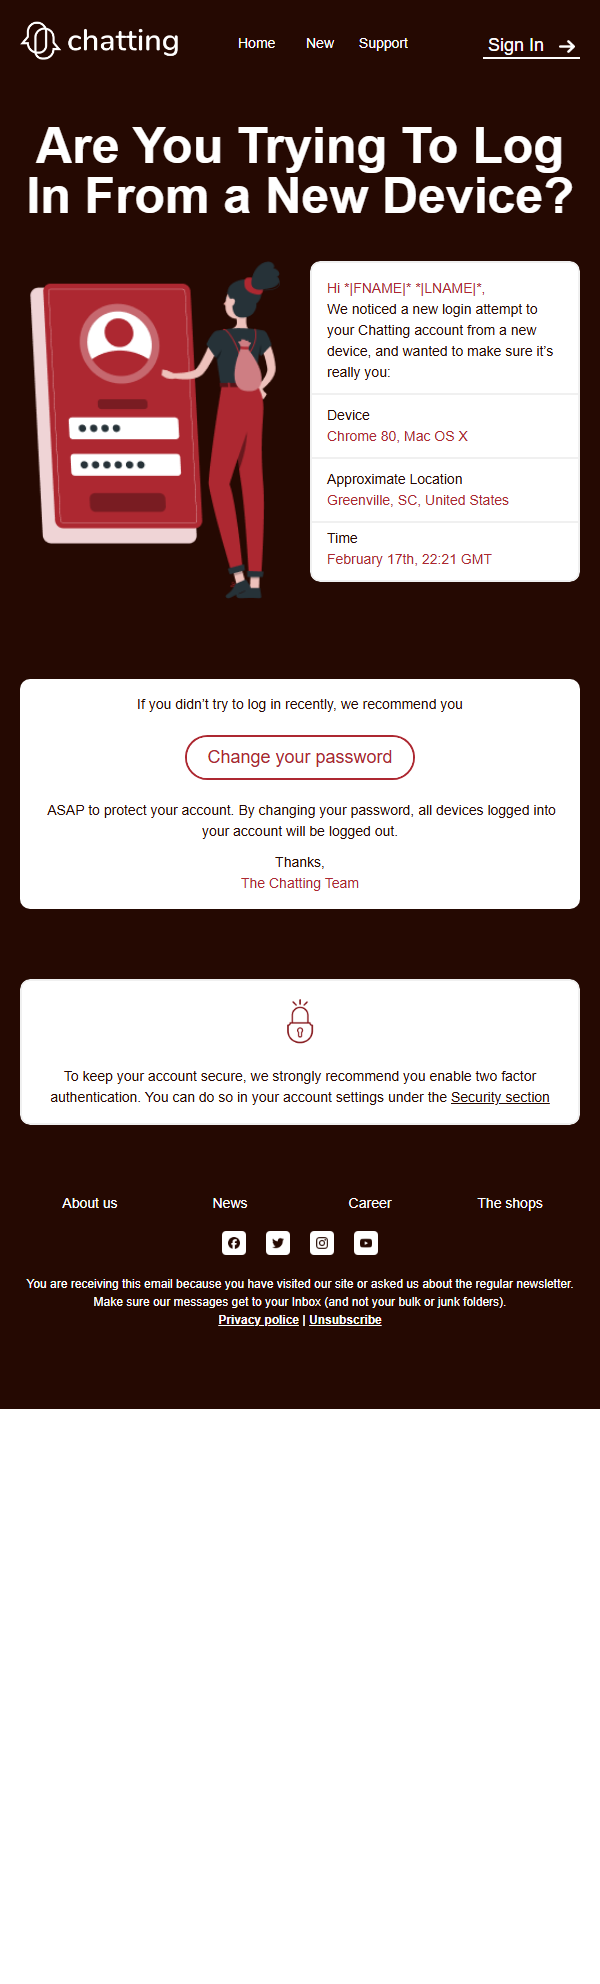 chatting
Home New Support Sign In
Are You Trying To Log
In From a New Device?
Hi *|FNAME|* *|LNAME|*,
We noticed a new login attempt to
your Chatting account from a new
device, and wanted to make sure it’s
really you:
Device
Chrome 80, Mac OS X
Approximate Location
Greenville, SC, United States
Time
February 17th, 22:21 GMT
If you didn’t try to log in recently, we recommend you
Change your password
ASAP to protect your account. By changing your password, all devices logged into
your account will be logged out.
Thanks,
The Chatting Team
To keep your account secure, we strongly recommend you enable two factor
authentication. You can do so in your account settings under the Security section
About us News Career The shops
You are receiving this email because you have visited our site or asked us about the regular newsletter.
Make sure our messages get to your Inbox (and not your bulk or junk folders).
Privacy police | Unsubscribe